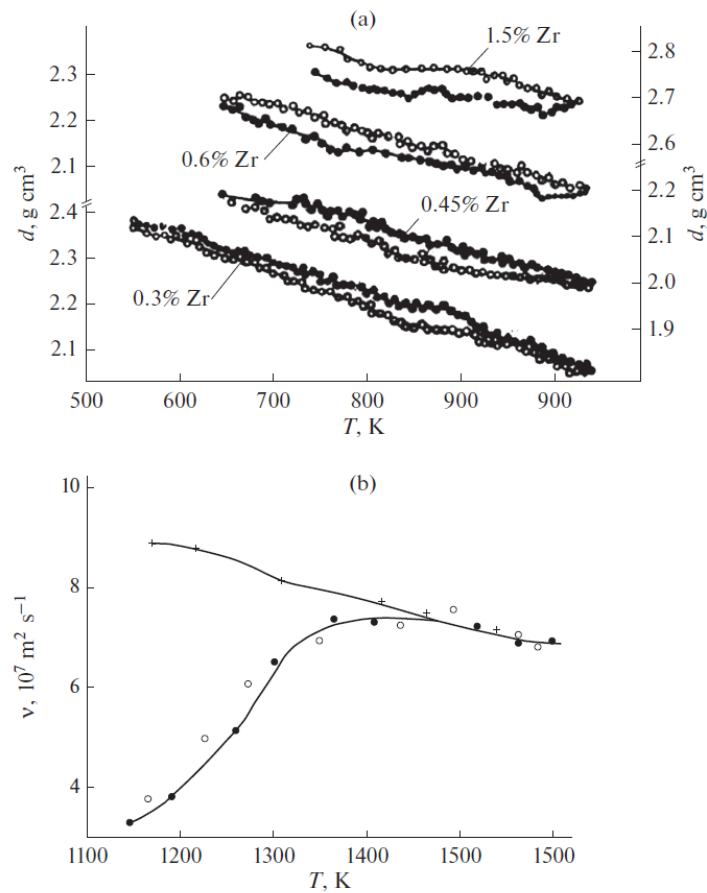 (a)
1.5% Zr
0.6% Zr
0.45% Zr
0.3% Zr
2.3
2.2
2.1
2.4
2.3
2.2
2.1
d, g cm³
2.8
2.7
2.6
2.2
2.1
2.0
1.9
d, g cm³
500 600 700 800 900 900
T, K
(b)
10
8
6
4
ν, 10⁷ m² s⁻¹
1100 1200 1300 1400 1500 1500
T, K